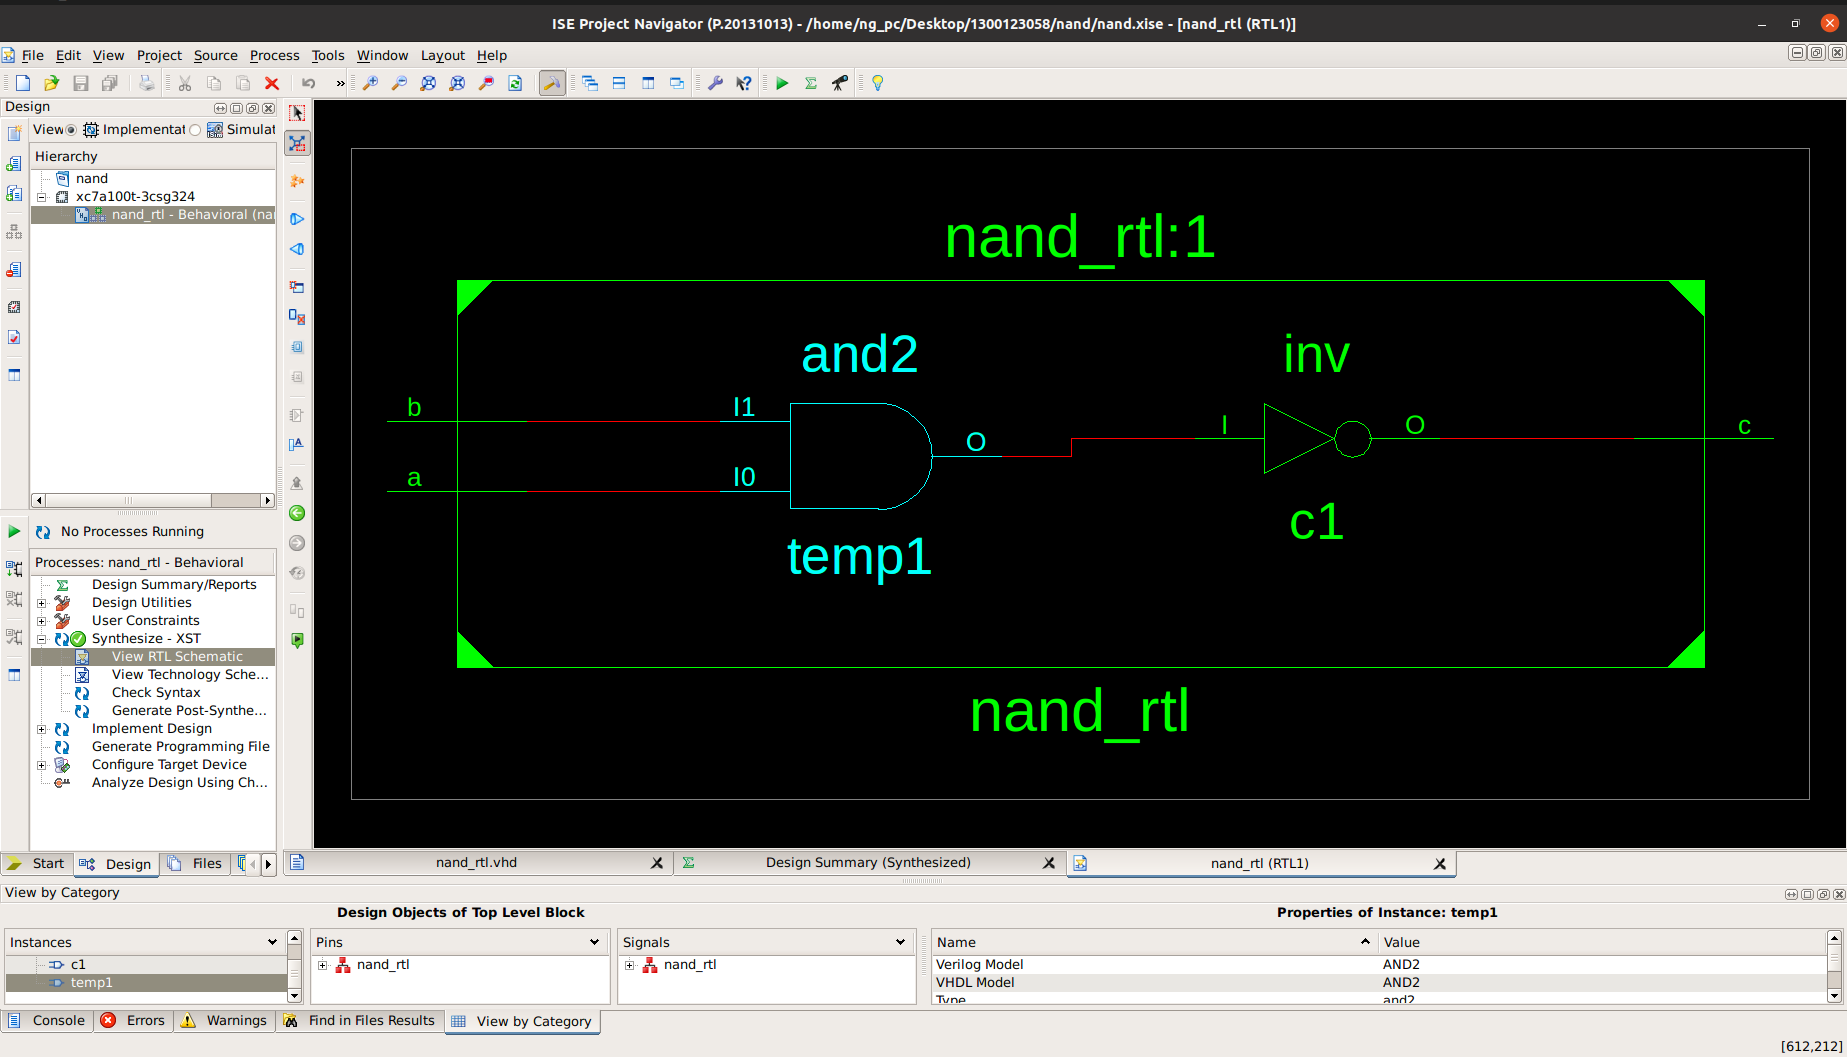 ISE Project Navigator (P.20131013) - /home/ng_pc/Desktop/1300123058/nand/nand.xise - [nand_rtl (RTL1)]
File Edit View Project Source Process Tools Window Layout Help
»
Design
View Implementat Simulat
Hierarchy
nand
xc7a100t-3csg324
nand_rtl - Behavioral (na
No Processes Running
Processes: nand_rtl - Behavioral
Design Summary/Reports
Design Utilities
User Constraints
Synthesize - XST
View RTL Schematic
View Technology Sche...
Check Syntax
Generate Post-Synthe...
Implement Design
Generate Programming File
Configure Target Device
Analyze Design Using Ch...
Start Design Files
nand_rtl:1
and2
inv
b
I1
a
I0
O
I
O
c
temp1
c1
nand_rtl
nand_rtl.vhd
Design Summary (Synthesized)
nand_rtl (RTL1)
View by Category
Design Objects of Top Level Block
Properties of Instance: temp1
Instances
c1
temp1
Pins
nand_rtl
Signals
nand_rtl
Name Value
Verilog Model AND2
VHDL Model AND2
Type and2
Console Errors Warnings Find in Files Results View by Category
[612,212]